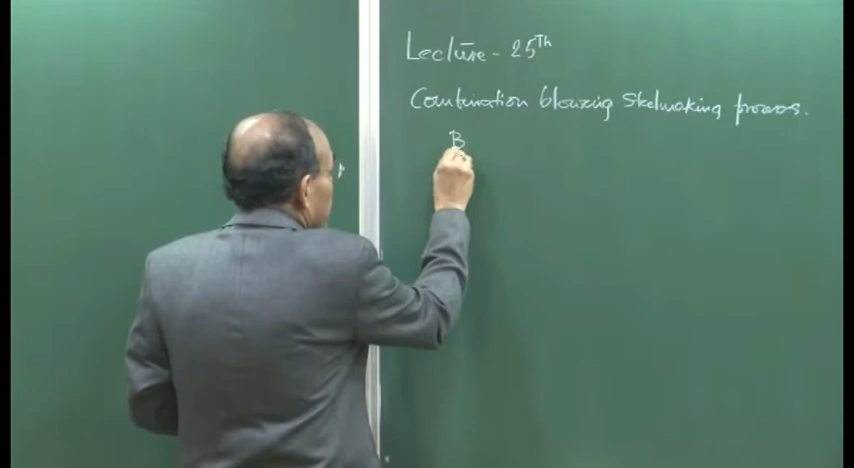 Lecture - 25Th
Combination blowing Steelmaking process.
B